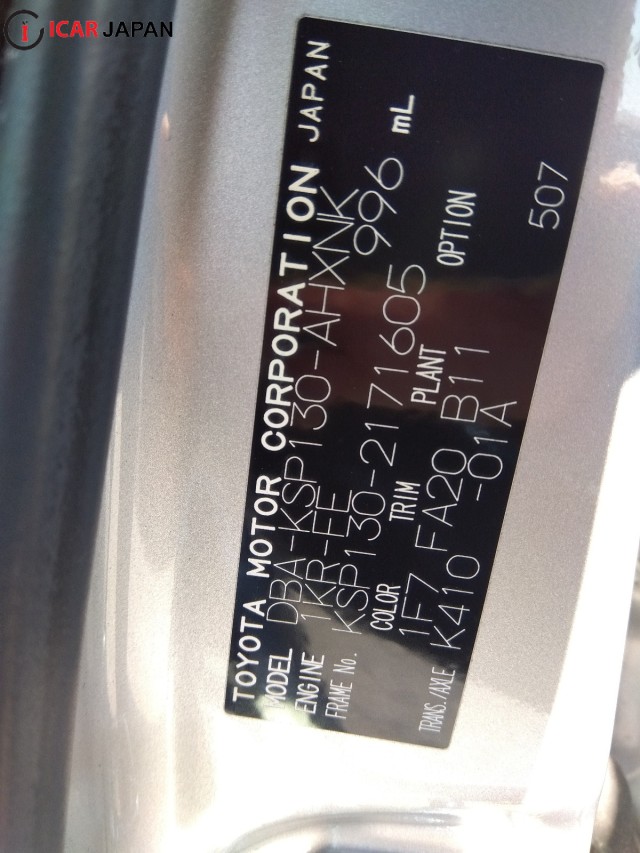 ICAR JAPAN
TOYOTA MOTOR CORPORATION JAPAN
MODEL DBA-KSP130-AHXNK
ENGINE 1KR-FE 996 mL
FRAME No. KSP130-2171605
COLOR TRIM PLANT OPTION
1F7 FA20 B11
TRANS./AXLE K410 -01A 507